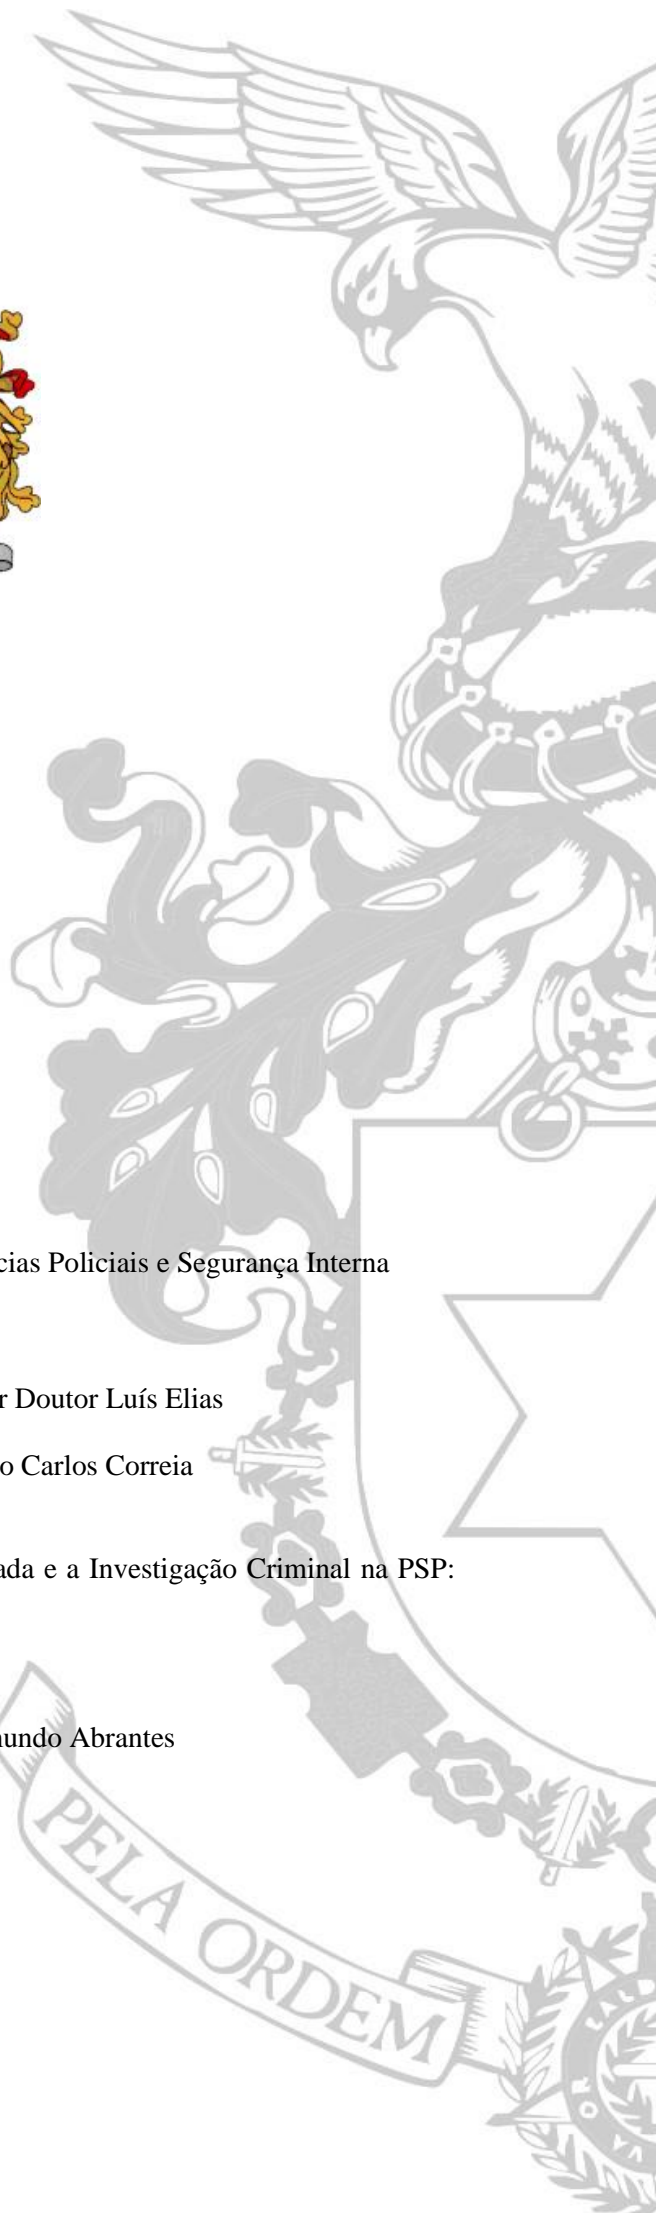 cias Policiais e Segurança Interna
r Doutor Luís Elias
o Carlos Correia
ada e a Investigação Criminal na PSP:
undo Abrantes
PELA ORDEM